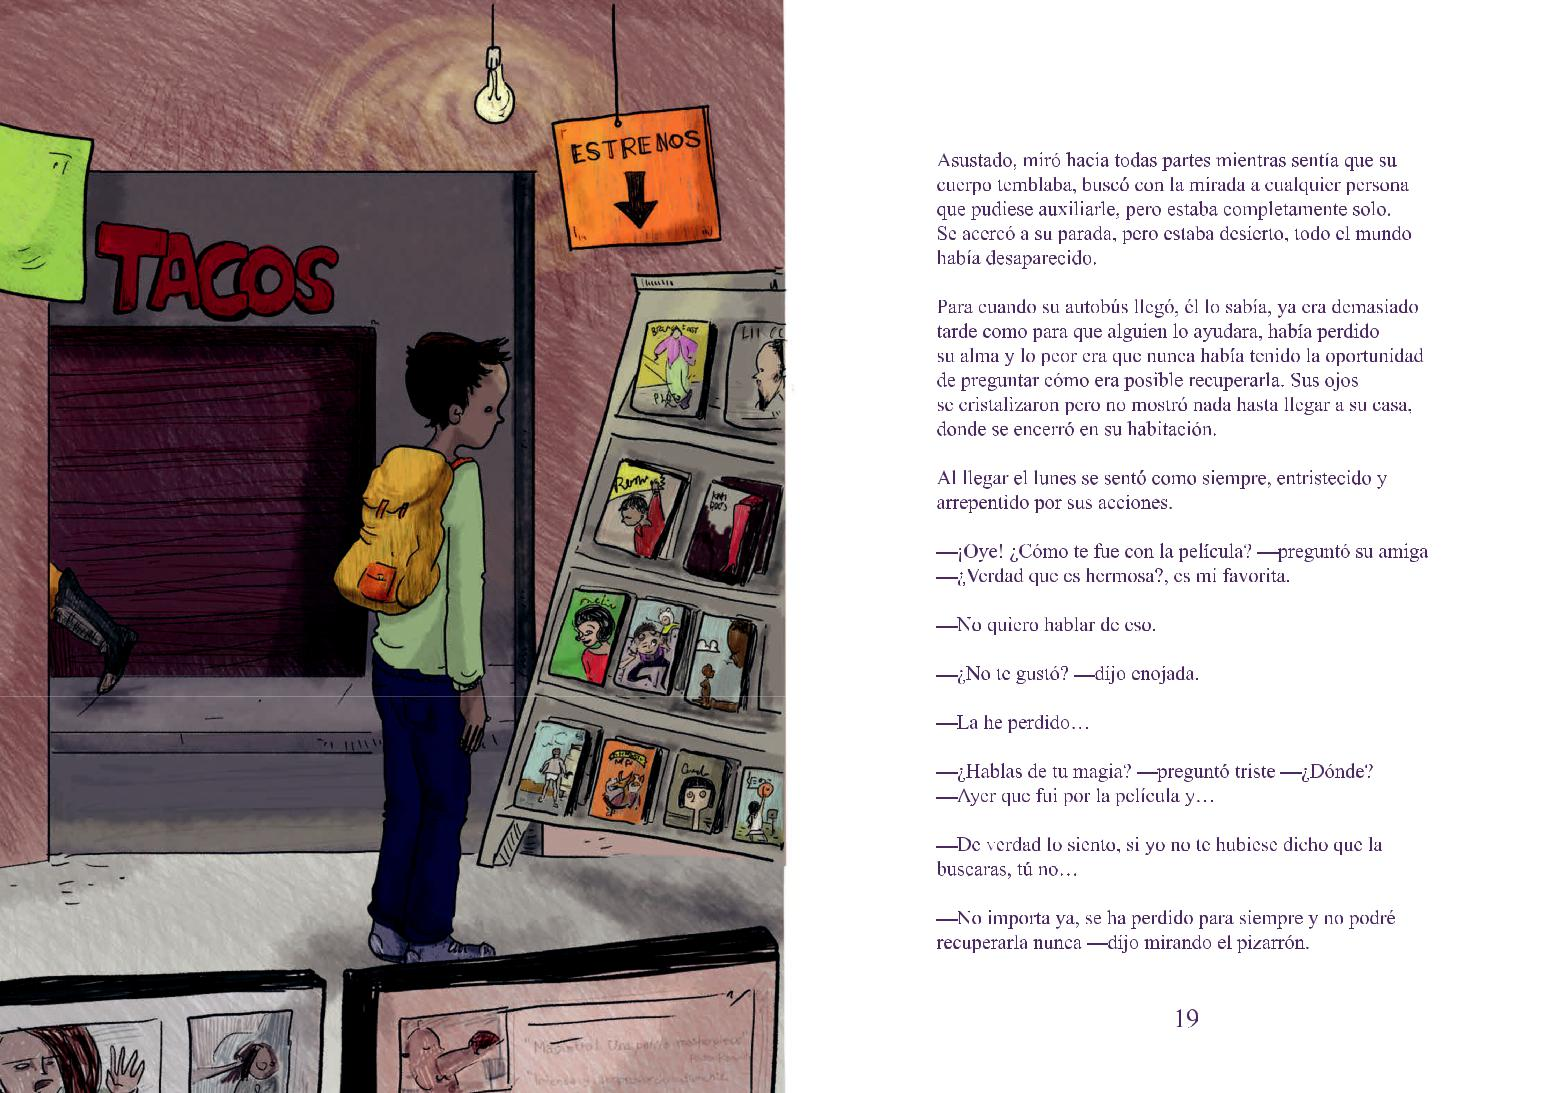 ESTRENOS
TACOS
Asustado, miró hacia todas partes mientras sentía que su
cuerpo temblaba, buscó con la mirada a cualquier persona
que pudiese auxiliarle, pero estaba completamente solo.
Se acercó a su parada, pero estaba desierto, todo el mundo
había desaparecido.
Para cuando su autobús llegó, él lo sabía, ya era demasiado
tarde como para que alguien lo ayudara, había perdido
su alma y lo peor era que nunca había tenido la oportunidad
de preguntar cómo era posible recuperarla. Sus ojos
se cristalizaron pero no mostró nada hasta llegar a su casa,
donde se encerró en su habitación.
Al llegar el lunes se sentó como siempre, entristecido y
arrepentido por sus acciones.
—¡Oye! ¿Cómo te fue con la película? —preguntó su amiga
—¿Verdad que es hermosa?, es mi favorita.
—No quiero hablar de eso.
—¿No te gustó? —dijo enojada.
—La he perdido…
—¿Hablas de tu magia? —preguntó triste —¿Dónde?
—Ayer que fui por la película y…
—De verdad lo siento, si yo no te hubiese dicho que la
buscaras, tú no…
—No importa ya, se ha perdido para siempre y no podré
recuperarla nunca —dijo mirando el pizarrón.
19